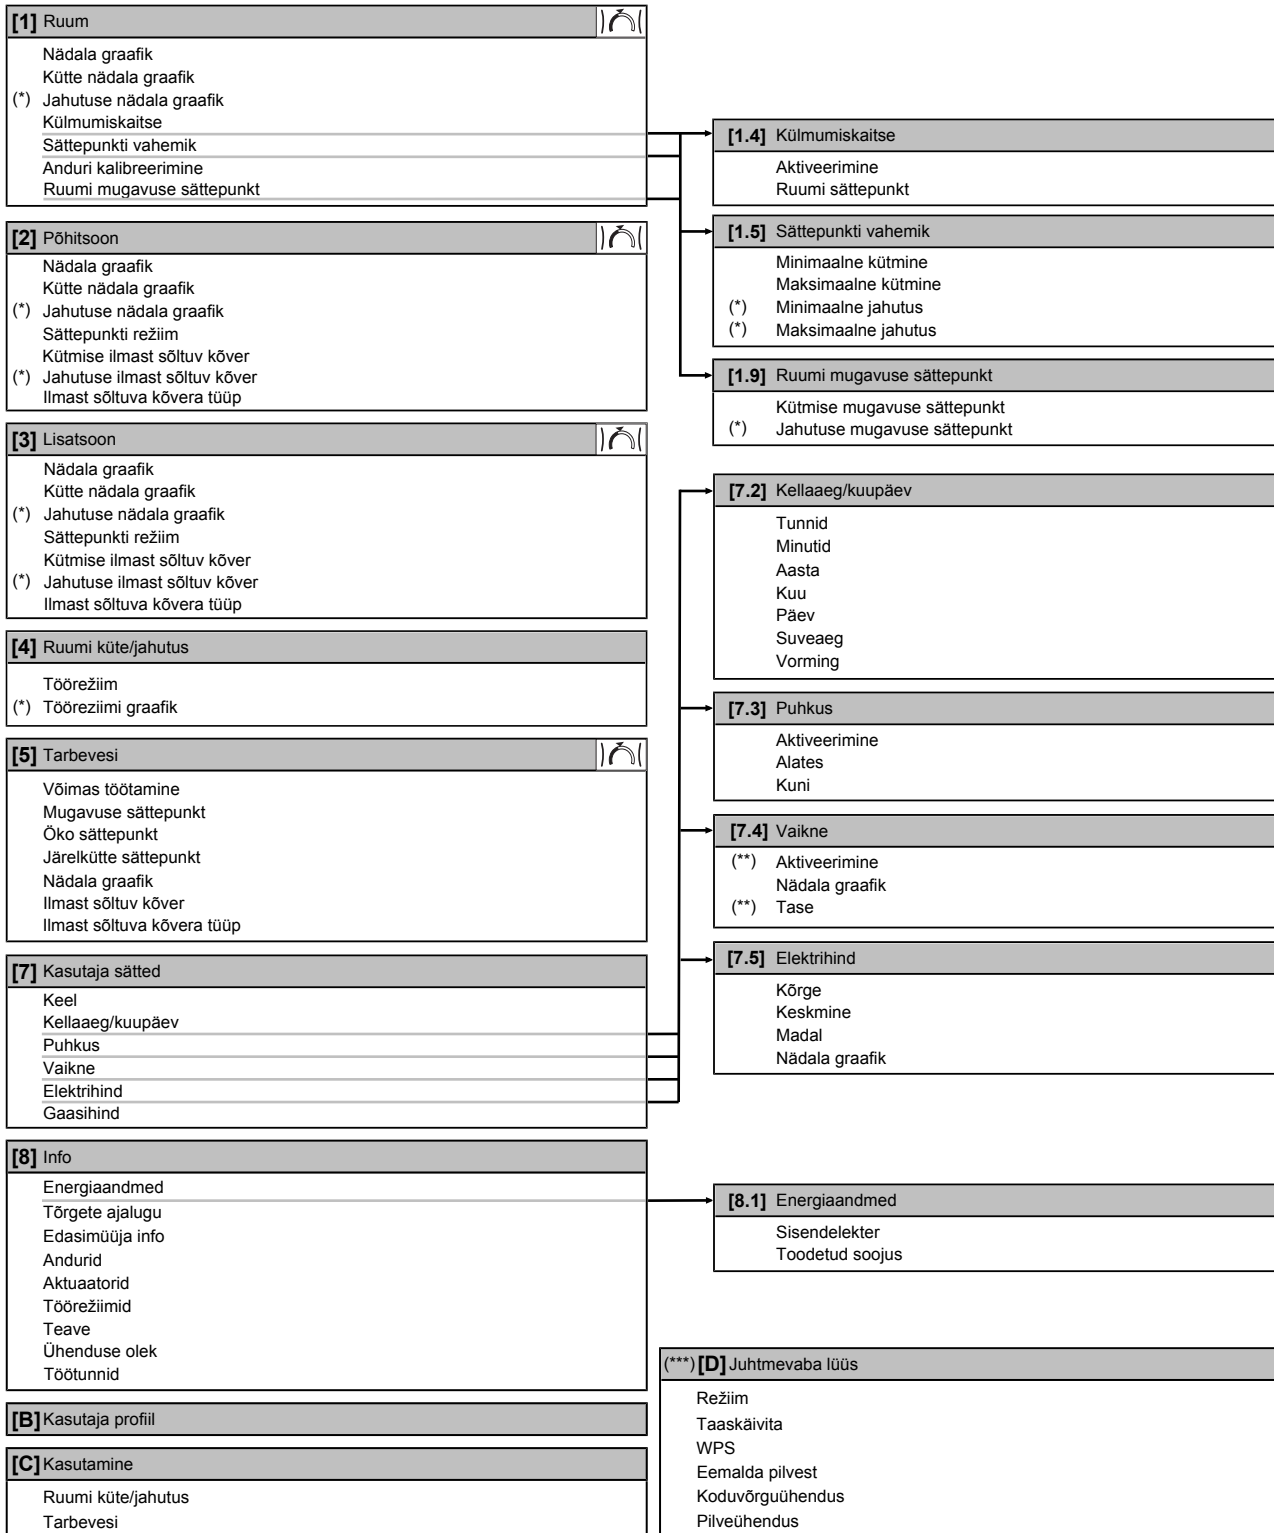 [1] Ruum
Nädala graafik
Kütte nädala graafik
(*) Jahutuse nädala graafik
Külmumiskaitse
Sättepunkti vahemik
Anduri kalibreerimine
Ruumi mugavuse sättepunkt
[2] Põhitsoon
Nädala graafik
Kütte nädala graafik
(*) Jahutuse nädala graafik
Sättepunkti režiim
Kütmise ilmast sõltuv kõver
(*) Jahutuse ilmast sõltuv kõver
Ilmast sõltuva kõvera tüüp
[3] Lisatsoon
Nädala graafik
Kütte nädala graafik
(*) Jahutuse nädala graafik
Sättepunkti režiim
Kütmise ilmast sõltuv kõver
(*) Jahutuse ilmast sõltuv kõver
Ilmast sõltuva kõvera tüüp
[4] Ruumi küte/jahutus
Töörežiim
(*) Tööreziimi graafik
[5] Tarbevesi
Võimas töötamine
Mugavuse sättepunkt
Öko sättepunkt
Järelkütte sättepunkt
Nädala graafik
Ilmast sõltuv kõver
Ilmast sõltuva kõvera tüüp
[7] Kasutaja sätted
Keel
Kellaaeg/kuupäev
Puhkus
Vaikne
Elektrihind
Gaasihind
[8] Info
Energiaandmed
Tõrgete ajalugu
Edasimüüja info
Andurid
Aktuaatorid
Töörežiimid
Teave
Ühenduse olek
Töötunnid
[B] Kasutaja profiil
[C] Kasutamine
Ruumi küte/jahutus
Tarbevesi
[1.4] Külmumiskaitse
Aktiveerimine
Ruumi sättepunkt
[1.5] Sättepunkti vahemik
Minimaalne kütmine
Maksimaalne kütmine
(*) Minimaalne jahutus
(*) Maksimaalne jahutus
[1.9] Ruumi mugavuse sättepunkt
Kütmise mugavuse sättepunkt
(*) Jahutuse mugavuse sättepunkt
[7.2] Kellaaeg/kuupäev
Tunnid
Minutid
Aasta
Kuu
Päev
Suveaeg
Vorming
[7.3] Puhkus
Aktiveerimine
Alates
Kuni
[7.4] Vaikne
(**) Aktiveerimine
Nädala graafik
(**) Tase
[7.5] Elektrihind
Kõrge
Keskmine
Madal
Nädala graafik
[8.1] Energiaandmed
Sisendelekter
Toodetud soojus
(***) [D] Juhtmevaba lüüs
Režiim
Taaskäivita
WPS
Eemalda pilvest
Koduvõrguühendus
Pilveühendus